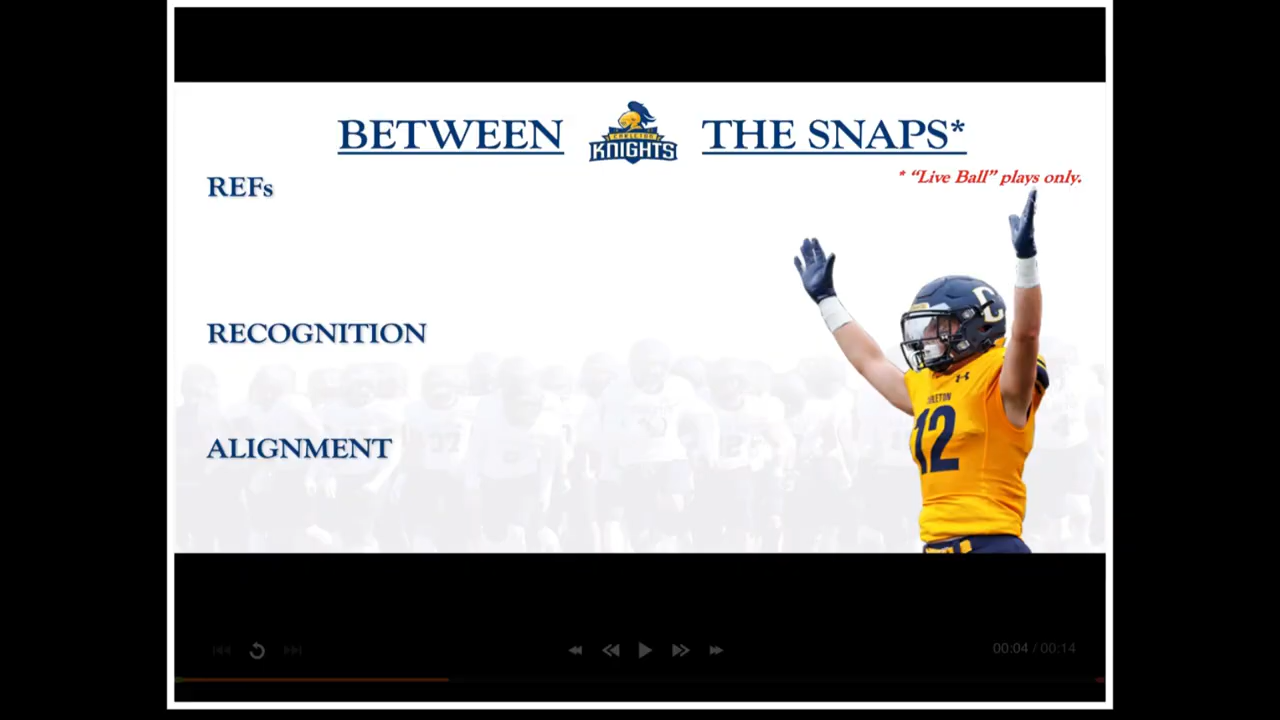 BETWEEN THE SNAPS*
CARLETON
KNIGHTS
* “Live Ball” plays only.
REFs
RECOGNITION
ALIGNMENT
C
12
00:04 / 00:14